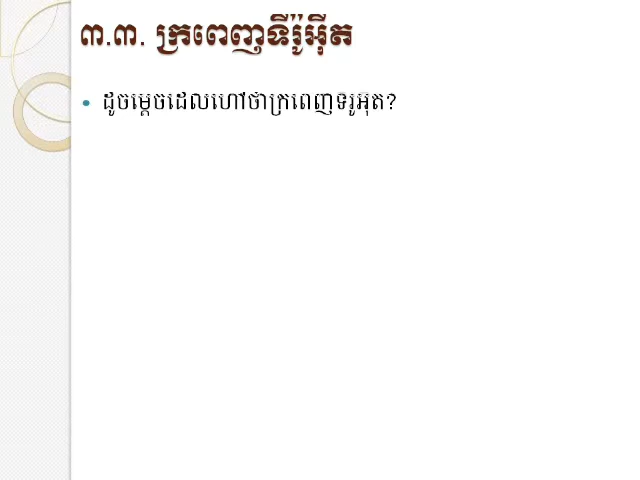 ៣.៣. ក្រពេញទីរ៉ូអ៊ីត
• ដូចម្ដេចដែលហៅថាក្រពេញទីរ៉ូអ៊ីត?